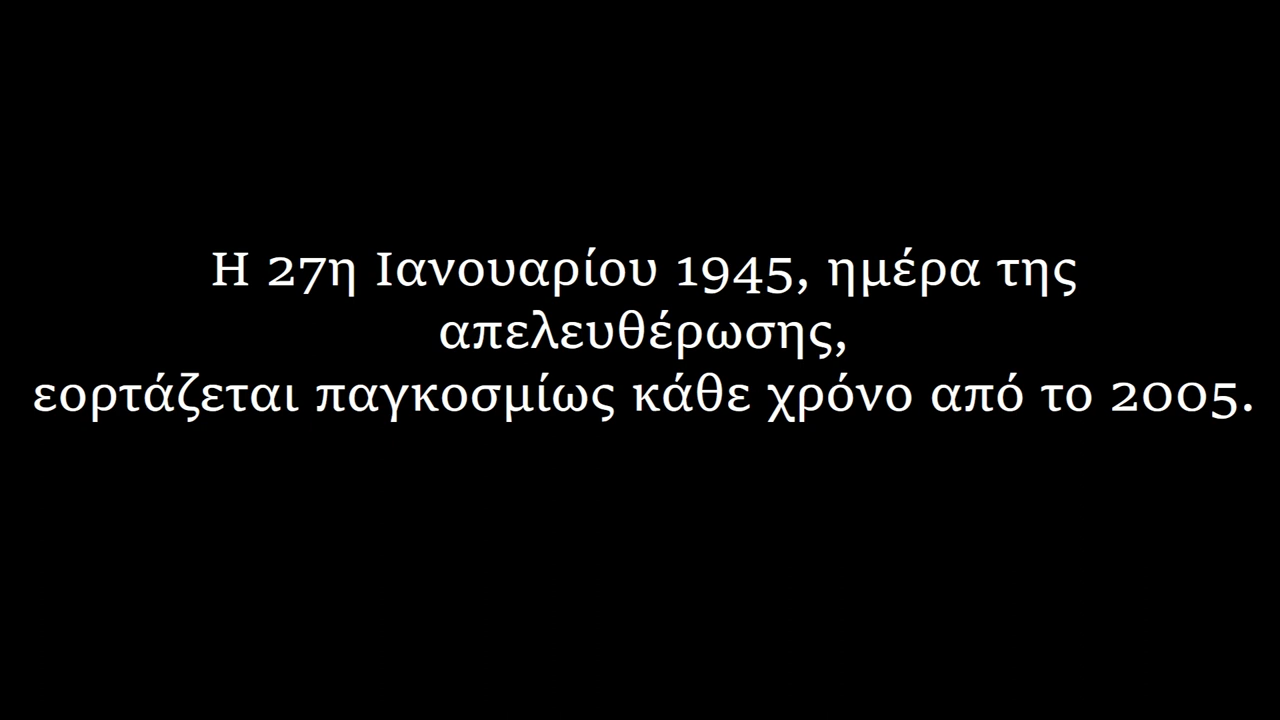 Η 27η Ιανουαρίου 1945, ημέρα της
απελευθέρωσης,
εορτάζεται παγκοσμίως κάθε χρόνο από το 2005.